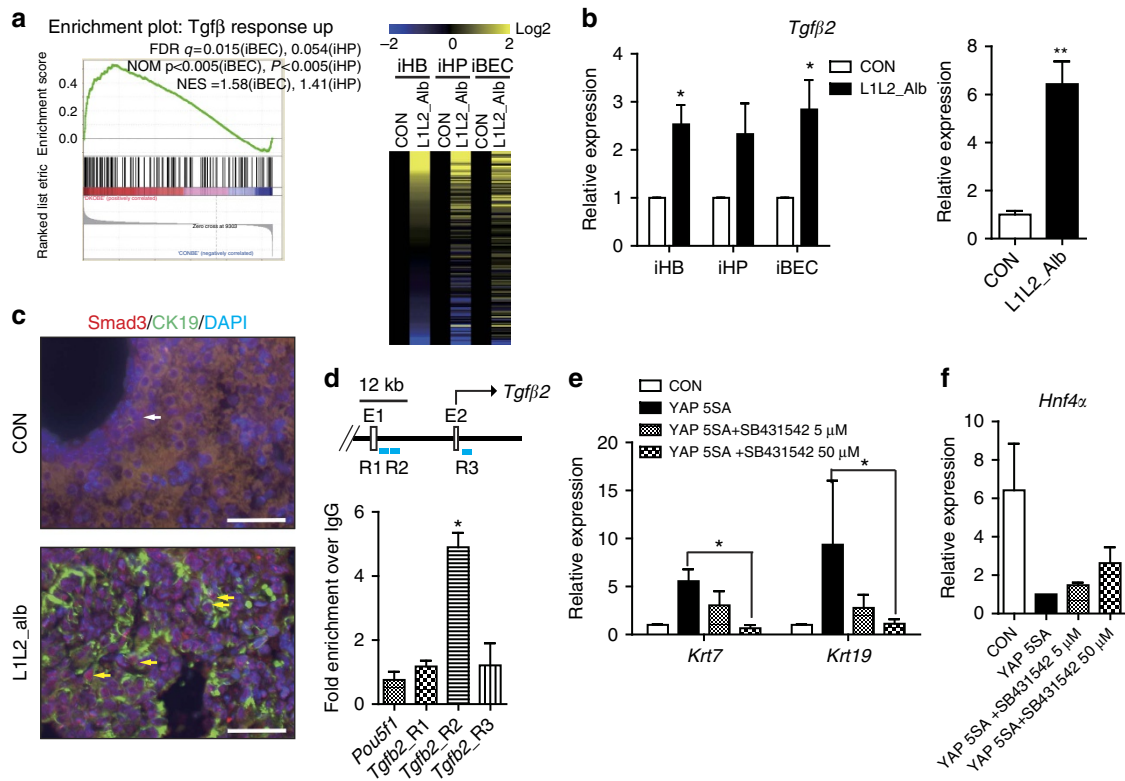 a
Enrichment plot: Tgfβ response up
FDR q=0.015(iBEC), 0.054(iHP)
NOM p<0.005(iBEC), P<0.005(iHP)
NES =1.58(iBEC), 1.41(iHP)
Enrichment score
0.4
0.2
0.0
Ranked list etric
'OKOBE' (positively correlated)
Zero cross at 9303
'CONBE' (negatively correlated)
Log2
−2
0
2
iHB
iHP
iBEC
CON
L1L2_Alb
CON
L1L2_Alb
CON
L1L2_Alb
b
Tgfβ2
Relative expression
4
3
2
1
0
*
*
CON
L1L2_Alb
iHB
iHP
iBEC
Relative expression
8
6
4
2
0
**
CON
L1L2_Alb
c
Smad3/CK19/DAPI
CON
L1L2_alb
d
12 kb
Tgfβ2
E1
E2
R1
R2
R3
Fold enrichment over IgG
6
4
2
0
*
Pou5f1
Tgfb2_R1
Tgfb2_R2
Tgfb2_R3
e
CON
YAP 5SA
YAP 5SA+SB431542 5 μM
YAP 5SA +SB431542 50 μM
Relative expression
20
15
10
5
0
*
*
Krt7
Krt19
f
Hnf4α
Relative expression
10
8
6
4
2
0
CON
YAP 5SA
YAP 5SA +SB431542 5 μM
YAP 5SA+SB431542 50 μM